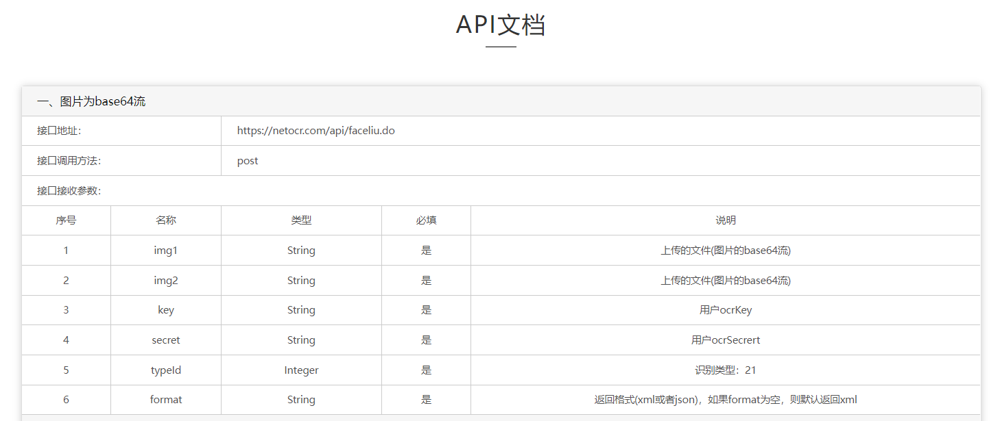 API文档
一、图片为base64流
接口地址： https://netocr.com/api/faceliu.do
接口调用方法： post
接口接收参数：
序号 名称 类型 必填 说明
1 img1 String 是 上传的文件(图片的base64流)
2 img2 String 是 上传的文件(图片的base64流)
3 key String 是 用户ocrKey
4 secret String 是 用户ocrSecrert
5 typeId Integer 是 识别类型：21
6 format String 是 返回格式(xml或者json)，如果format为空，则默认返回xml